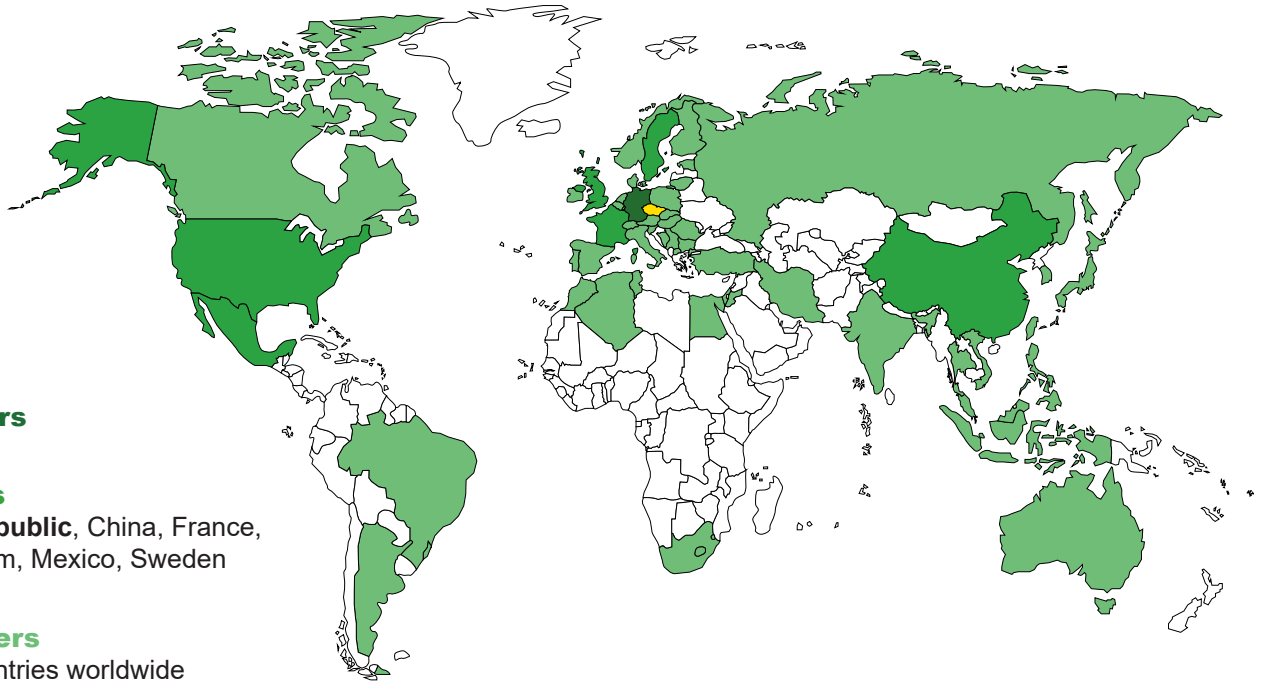 rs
s
public, China, France,
m, Mexico, Sweden
ers
ntries worldwide